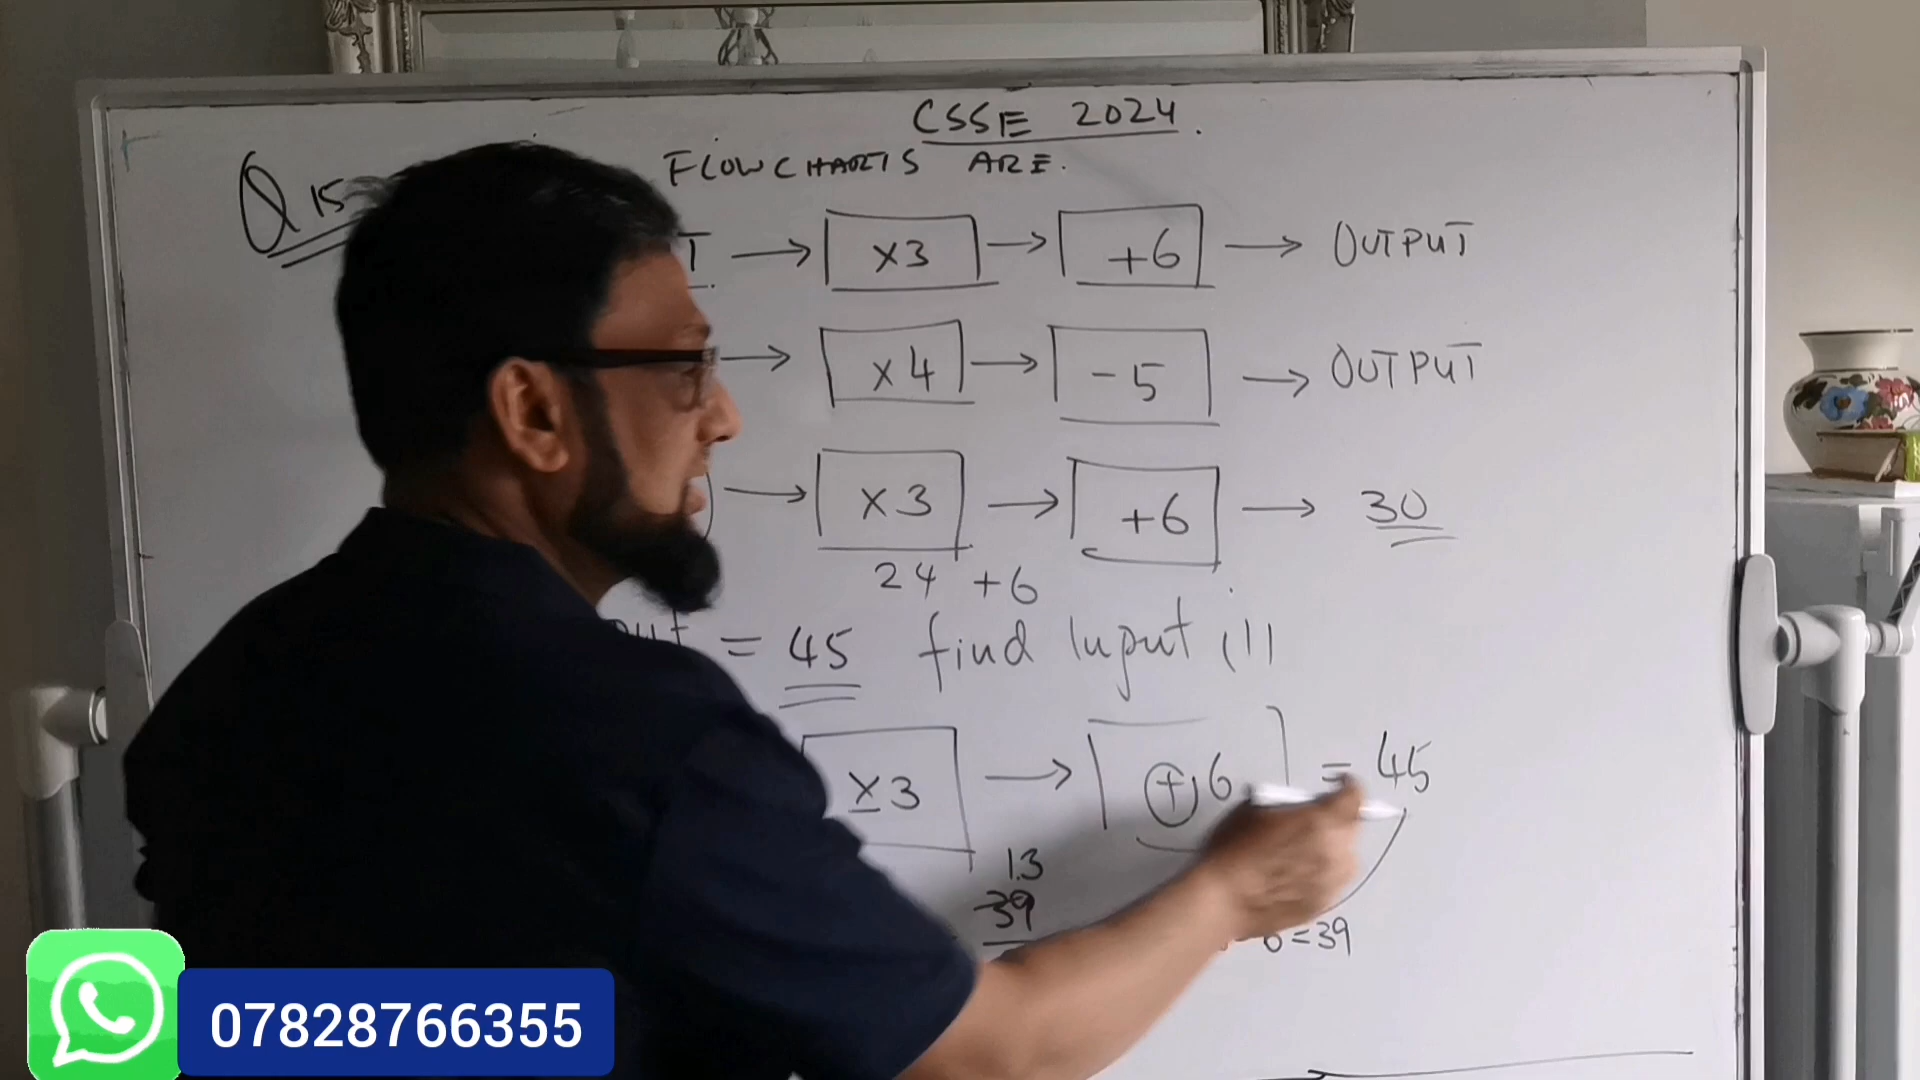 CSSE 2024.
Q15
FLOWCHARTS ARE.
T → ×3 → +6 → OUTPUT
→ ×4 → -5 → OUTPUT
→ ×3 → +6 → 30
24 +6
put = 45 find Input (1)
×3 → +6 = 45
13
39
6=39
07828766355